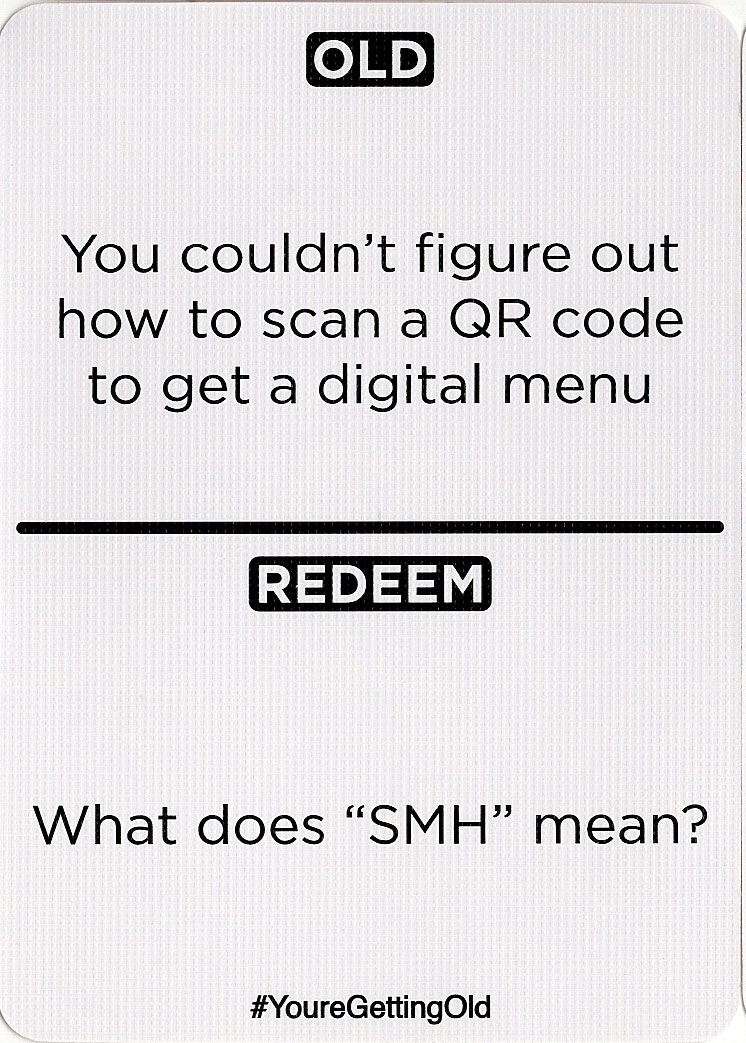 OLD
You couldn’t figure out
how to scan a QR code
to get a digital menu
REDEEM
What does “SMH” mean?
#YoureGettingOld